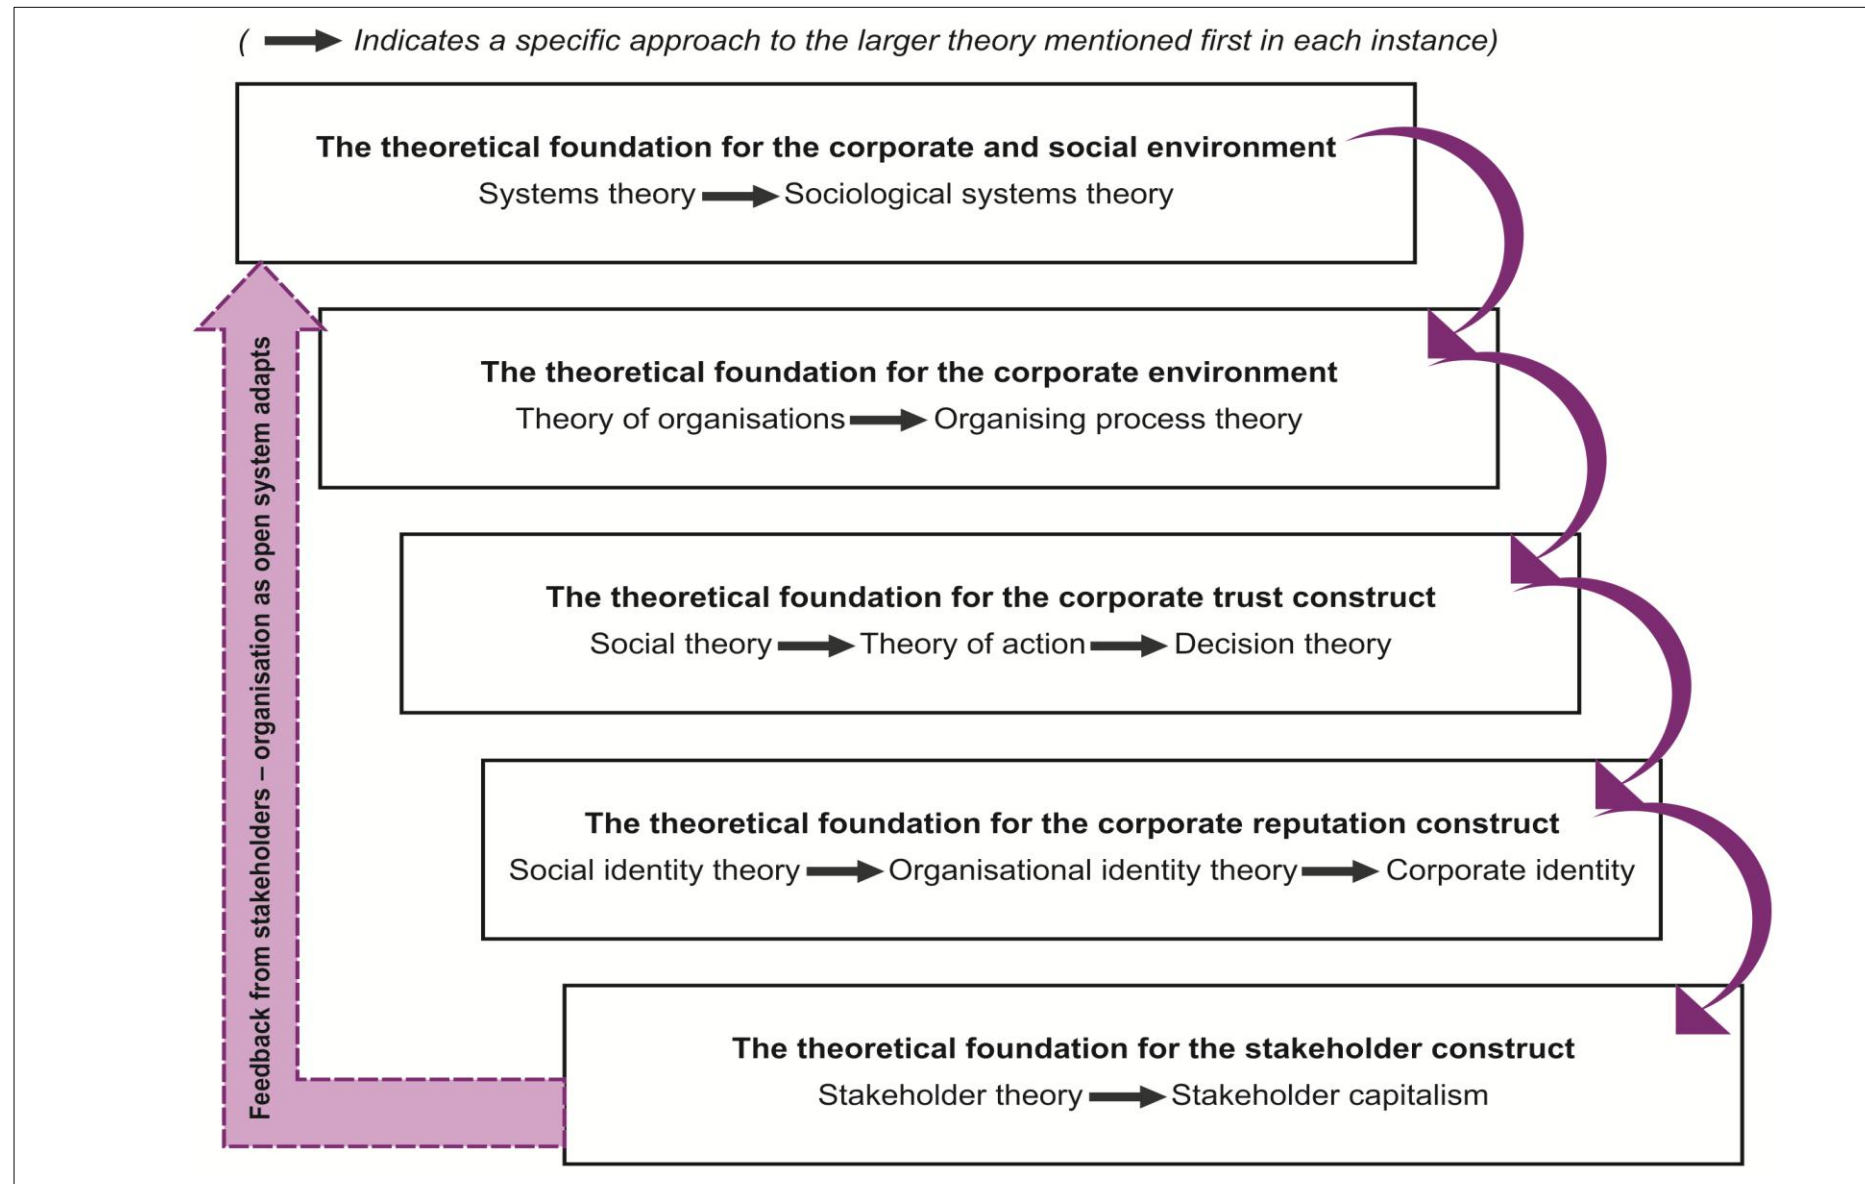 ( Indicates a specific approach to the larger theory mentioned first in each instance)
The theoretical foundation for the corporate and social environment
Systems theory Sociological systems theory
The theoretical foundation for the corporate environment
Theory of organisations Organising process theory
The theoretical foundation for the corporate trust construct
Social theory Theory of action Decision theory
The theoretical foundation for the corporate reputation construct
Social identity theory Organisational identity theory Corporate identity
The theoretical foundation for the stakeholder construct
Stakeholder theory Stakeholder capitalism
Feedback from stakeholders – organisation as open system adapts